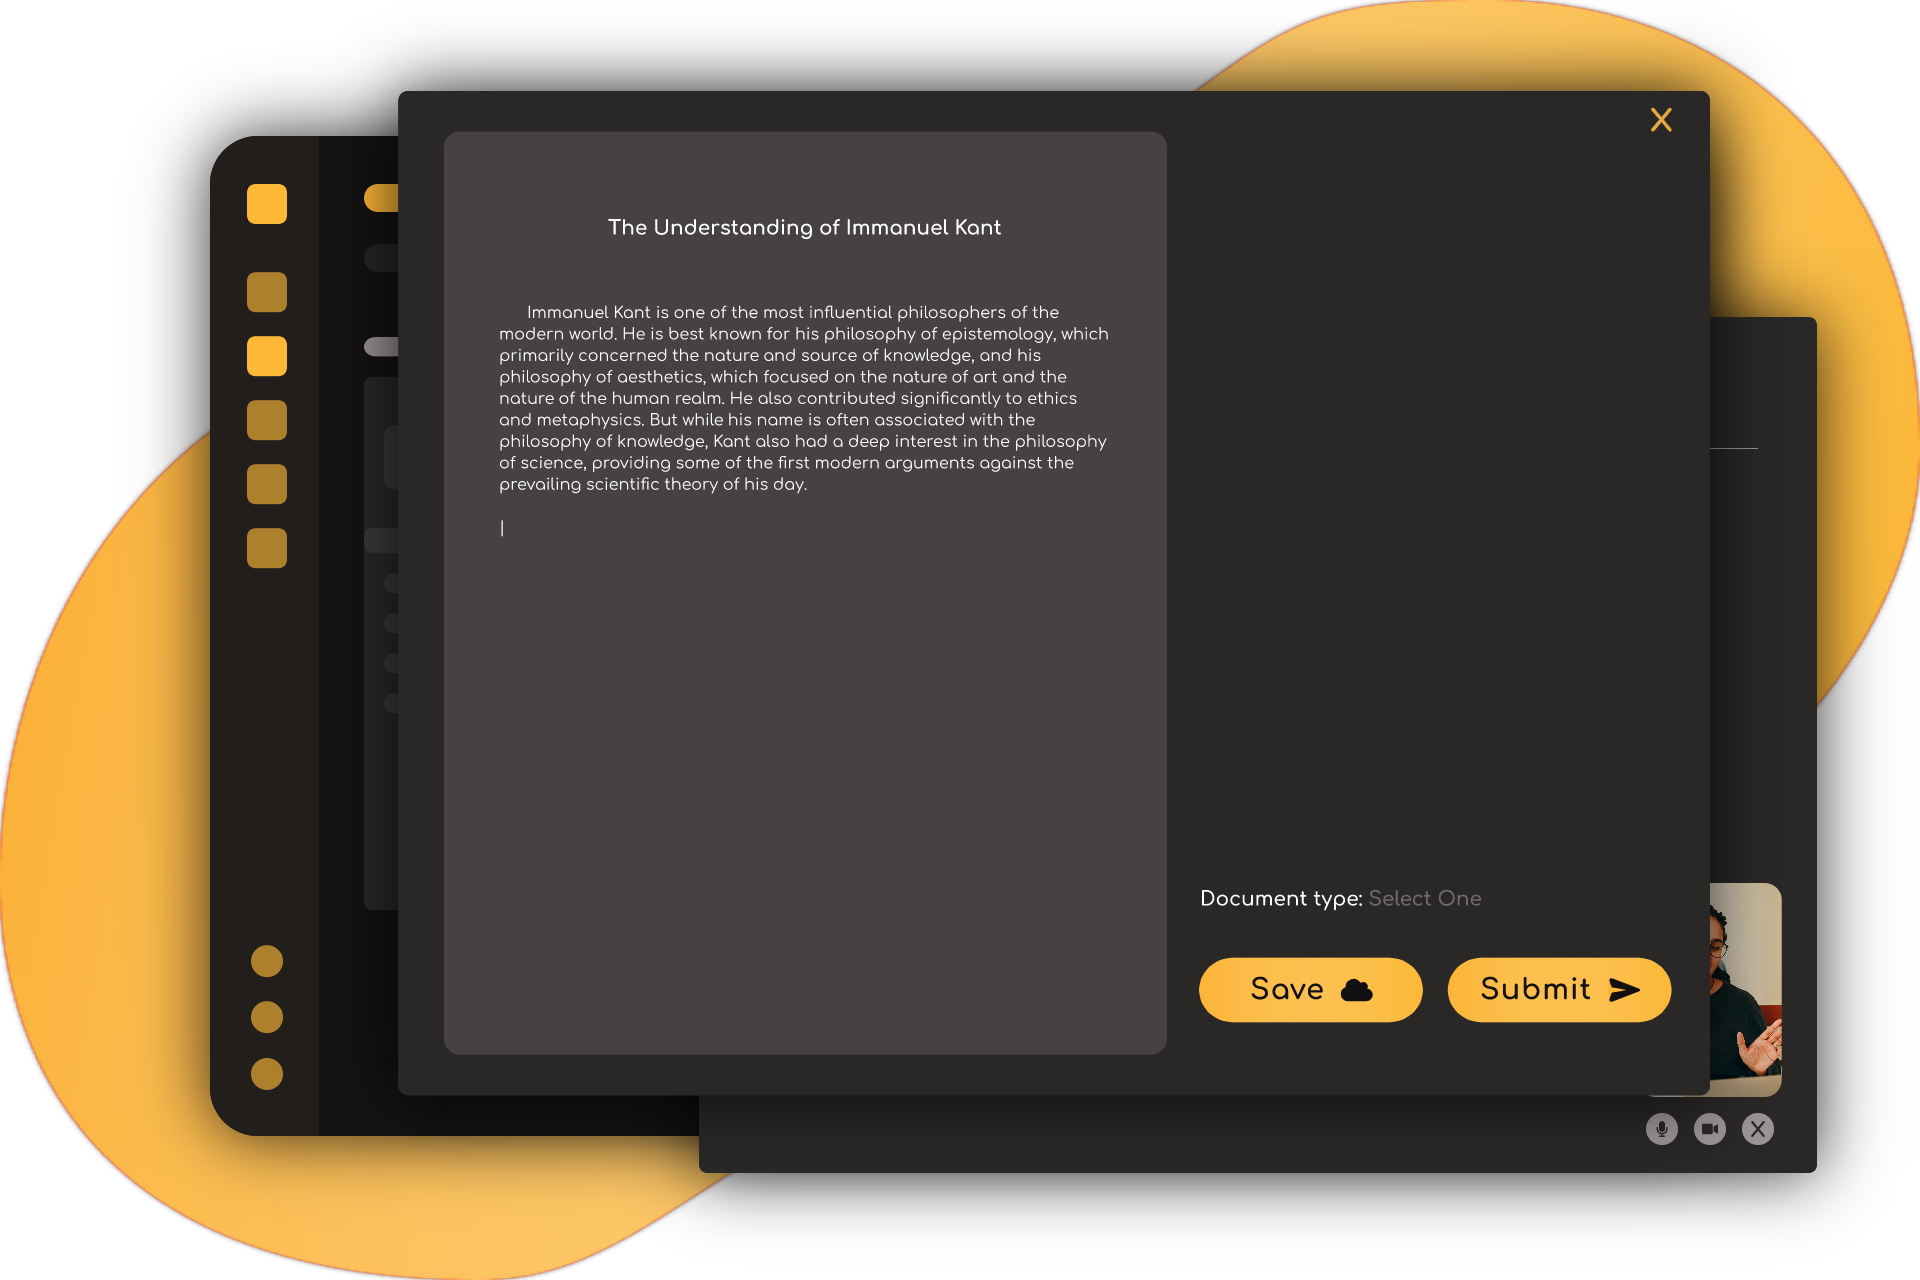 X
The Understanding of Immanuel Kant
Immanuel Kant is one of the most influential philosophers of the
modern world. He is best known for his philosophy of epistemology, which
primarily concerned the nature and source of knowledge, and his
philosophy of aesthetics, which focused on the nature of art and the
nature of the human realm. He also contributed significantly to ethics
and metaphysics. But while his name is often associated with the
philosophy of knowledge, Kant also had a deep interest in the philosophy
of science, providing some of the first modern arguments against the
prevailing scientific theory of his day.
Document type: Select One
Save
Submit
X